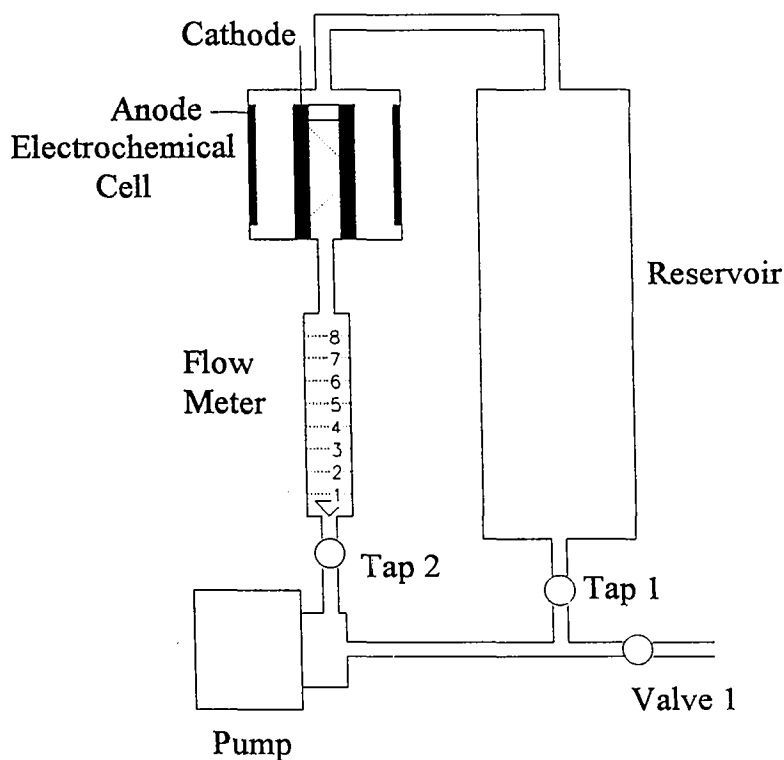 Cathode
Anode
Electrochemical
Cell
Reservoir
Flow
Meter
8
7
6
5
4
3
2
1
Tap 2
Tap 1
Valve 1
Pump